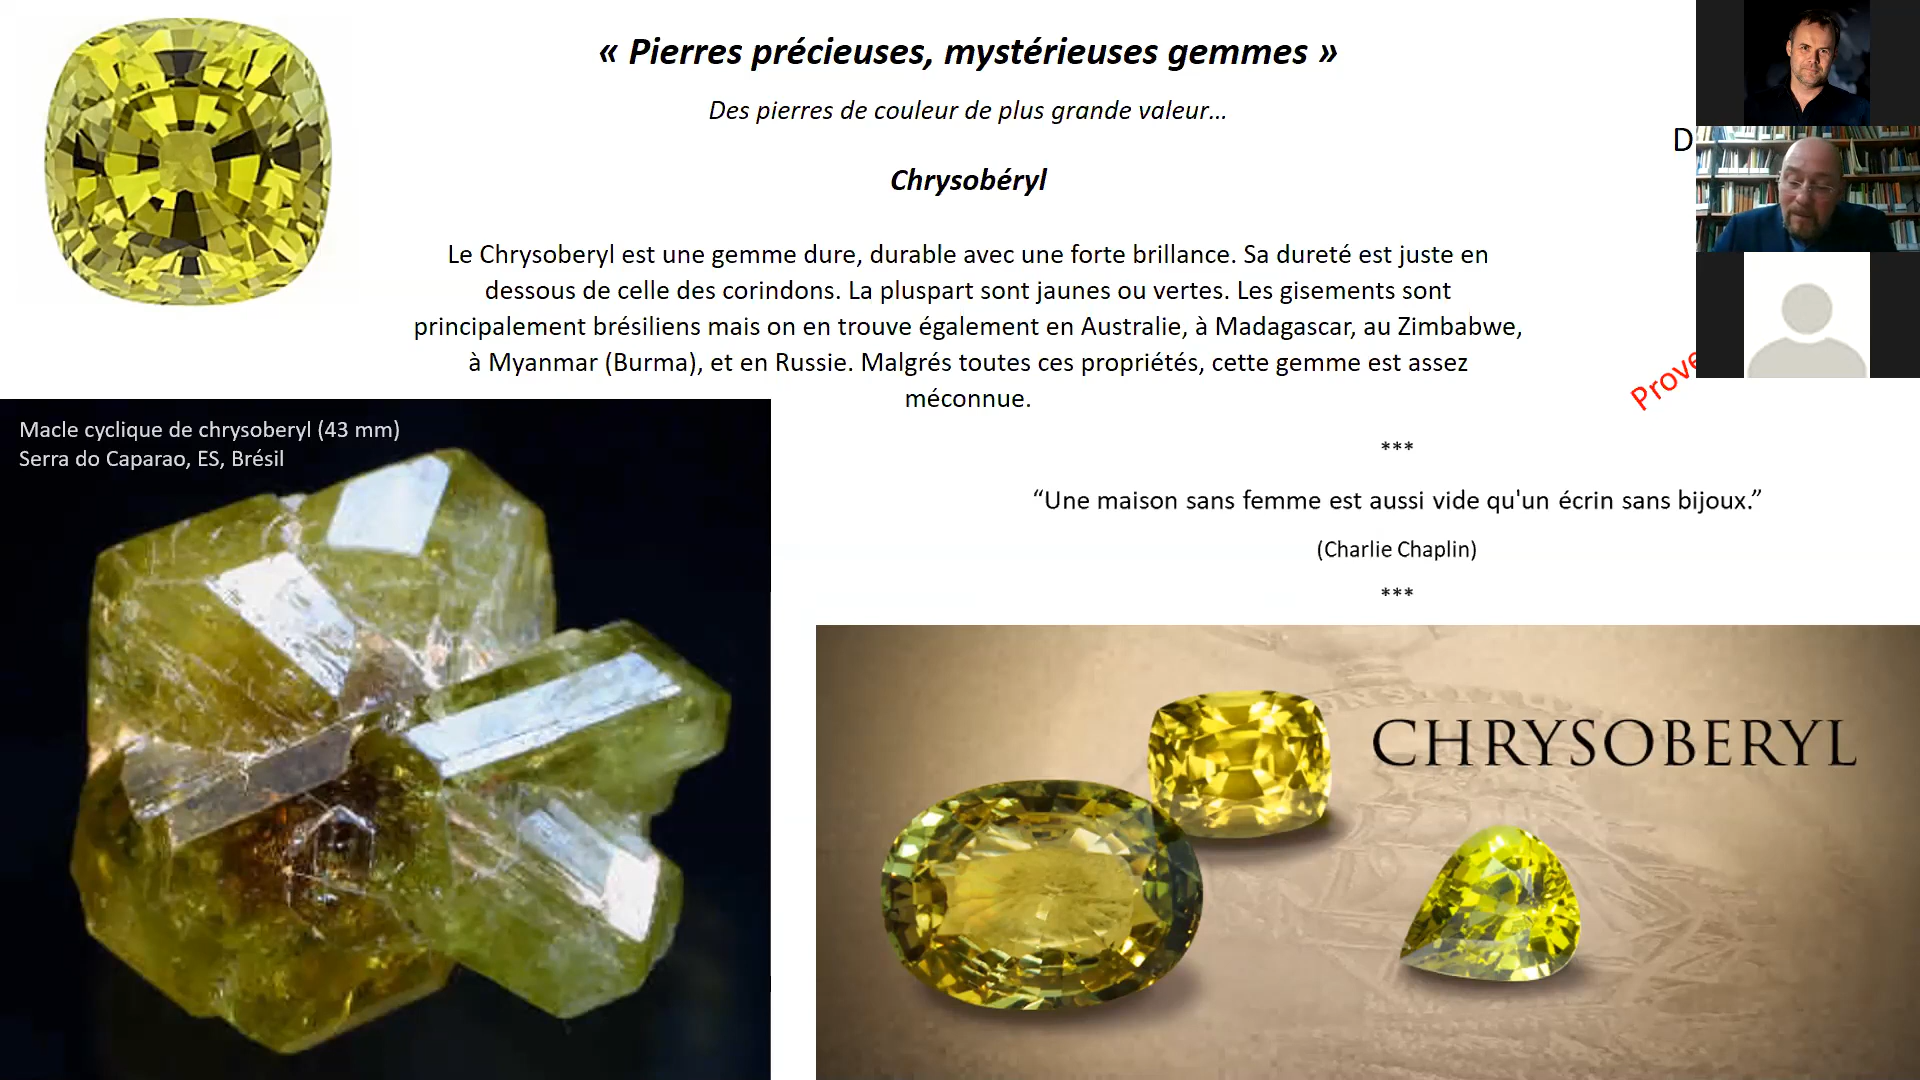 « Pierres précieuses, mystérieuses gemmes »
Des pierres de couleur de plus grande valeur...
D
Chrysobéryl
Le Chrysoberyl est une gemme dure, durable avec une forte brillance. Sa dureté est juste en
dessous de celle des corindons. La pluspart sont jaunes ou vertes. Les gisements sont
principalement brésiliens mais on en trouve également en Australie, à Madagascar, au Zimbabwe,
à Myanmar (Burma), et en Russie. Malgrés toutes ces propriétés, cette gemme est assez
méconnue.
Prove
Macle cyclique de chrysoberyl (43 mm)
Serra do Caparao, ES, Brésil
***
“Une maison sans femme est aussi vide qu'un écrin sans bijoux.”
(Charlie Chaplin)
***
CHRYSOBERYL